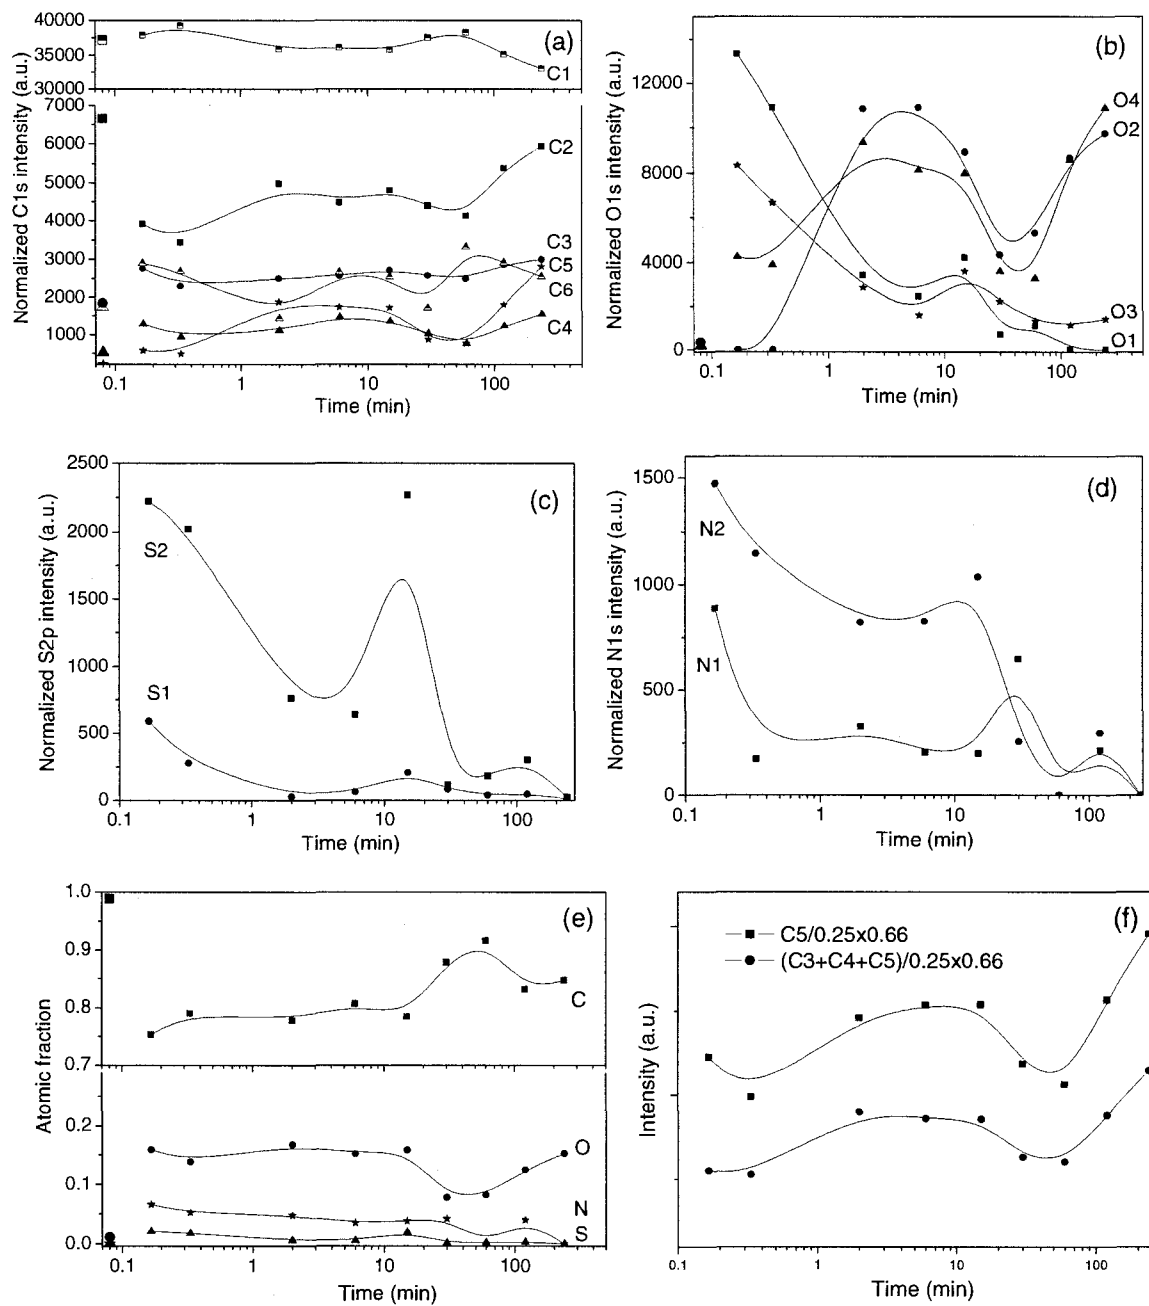 (a)
Normalized C1s intensity (a.u.)
40000
35000
30000
7000
6000
5000
4000
3000
2000
1000
C1
C2
C3
C5
C6
C4
0.1
1
10
100
Time (min)
(b)
Normalized O1s intensity (a.u.)
12000
8000
4000
0
O4
O2
O3
O1
0.1
1
10
100
Time (min)
(c)
Normalized S2p intensity (a.u.)
2500
2000
1500
1000
500
0
S2
S1
0.1
1
10
100
Time (min)
(d)
Normalized N1s intensity (a.u.)
1500
1000
500
0
N2
N1
0.1
1
10
100
Time (min)
(e)
Atomic fraction
1.0
0.9
0.8
0.7
0.2
0.1
0.0
C
O
N
S
0.1
1
10
100
Time (min)
(f)
Intensity (a.u.)
C5/0.25x0.66
(C3+C4+C5)/0.25x0.66
0.1
1
10
100
Time (min)